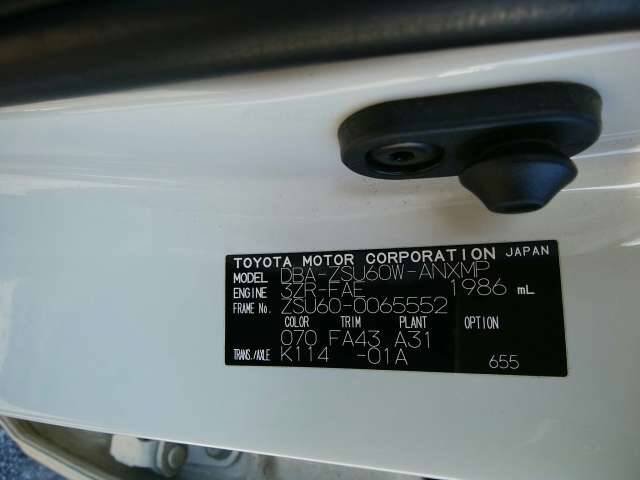 TOYOTA MOTOR CORPORATION JAPAN
MODEL DBA-ZSU60W-ANXMP
ENGINE 3ZR-FAE 1986 mL
FRAME No. ZSU60-0065552
COLOR TRIM PLANT OPTION
070 FA43 A31
TRANS./AXLE K114 -01A 655